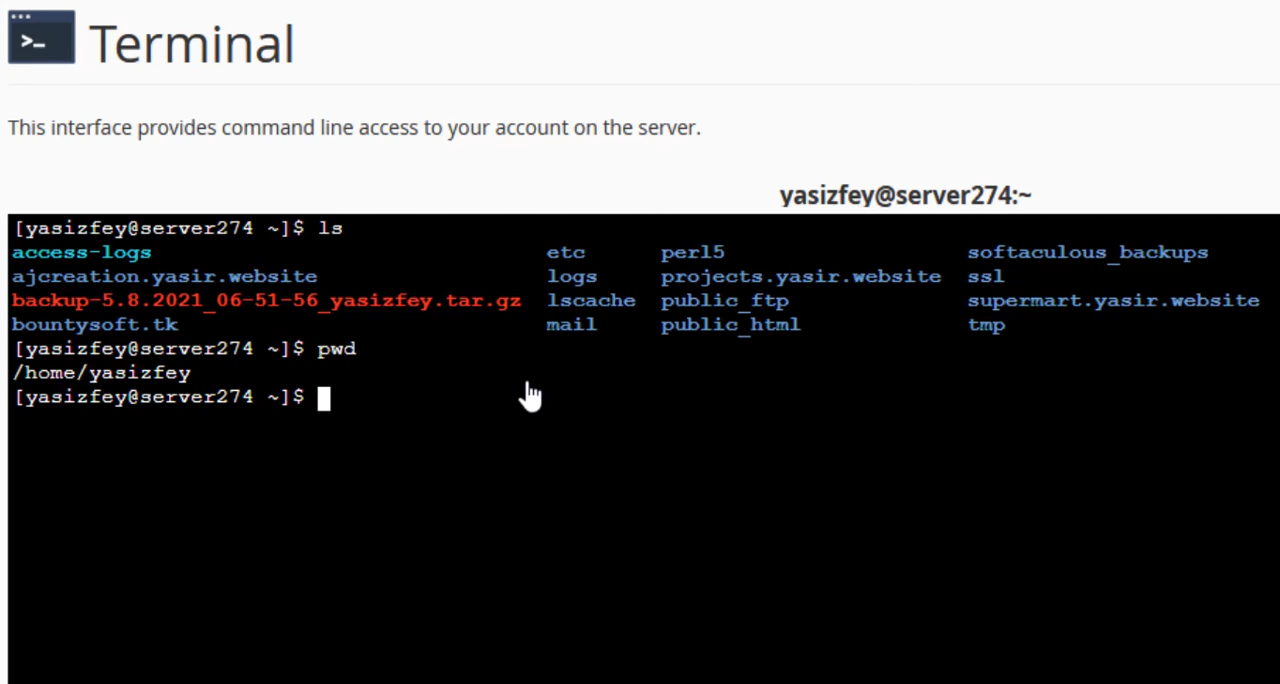 >_ Terminal
This interface provides command line access to your account on the server.
yasizfey@server274:~
[yasizfey@server274 ~]$ ls
access-logs etc perl5 softaculous_backups
ajcreation.yasir.website logs projects.yasir.website ssl
backup-5.8.2021_06-51-56_yasizfey.tar.gz lscache public_ftp supermart.yasir.website
bountysoft.tk mail public_html tmp
[yasizfey@server274 ~]$ pwd
/home/yasizfey
[yasizfey@server274 ~]$